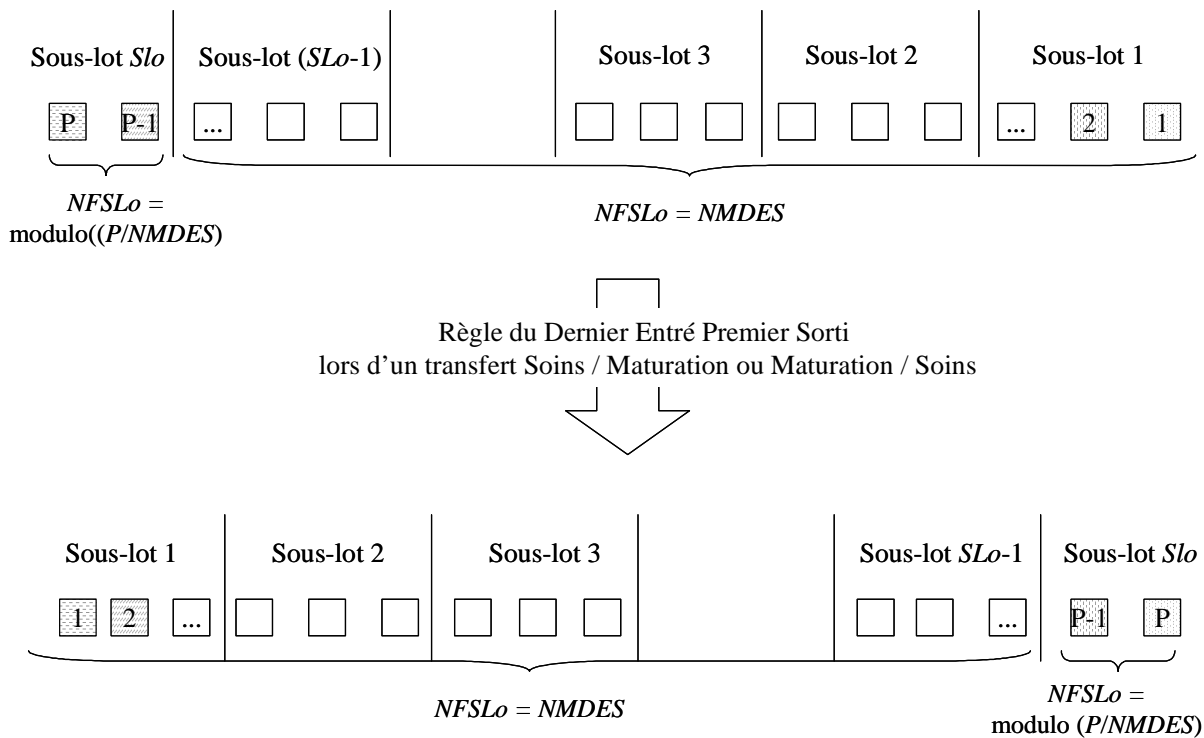 Sous-lot Slo Sous-lot (SLo-1) Sous-lot 3 Sous-lot 2 Sous-lot 1
P P-1 ... ... 2 1
NFSLo =
modulo((P/NMDES)
NFSLo = NMDES
Règle du Dernier Entré Premier Sorti
lors d'un transfert Soins / Maturation ou Maturation / Soins
Sous-lot 1 Sous-lot 2 Sous-lot 3 Sous-lot SLo-1 Sous-lot Slo
1 2 ... ... P-1 P
NFSLo = NMDES
NFSLo =
modulo (P/NMDES)